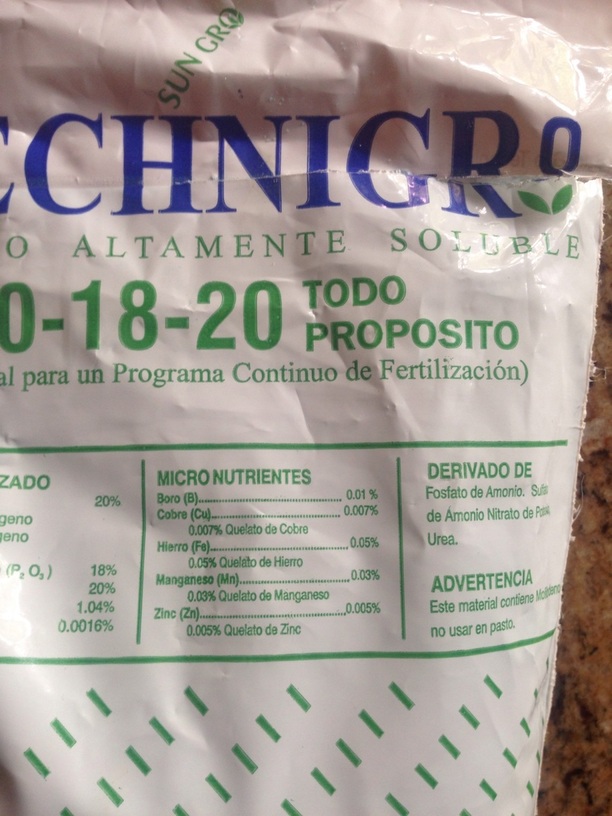 SUN GRO
ECHNIGRO
O ALTAMENTE SOLUBLE
0-18-20 TODO
PROPOSITO
al para un Programa Continuo de Fertilización)
ZADO
20%
geno
geno
(P₂ O₅) 18%
20%
1.04%
0.0016%
MICRO NUTRIENTES
Boro (B)........................................ 0.01 %
Cobre (Cu)..................................... 0.007%
0.007% Quelato de Cobre
Hierro (Fe)..................................... 0.05%
0.05% Quelato de Hierro
Manganeso (Mn)............................ 0.03%
0.03% Quelato de Manganeso
Zinc (Zn)........................................ 0.005%
0.005% Quelato de Zinc
DERIVADO DE
Fosfato de Amonio. Sulfa
de Amonio Nitrato de
Urea.
ADVERTENCIA
Este material contiene
no usar en pasto.